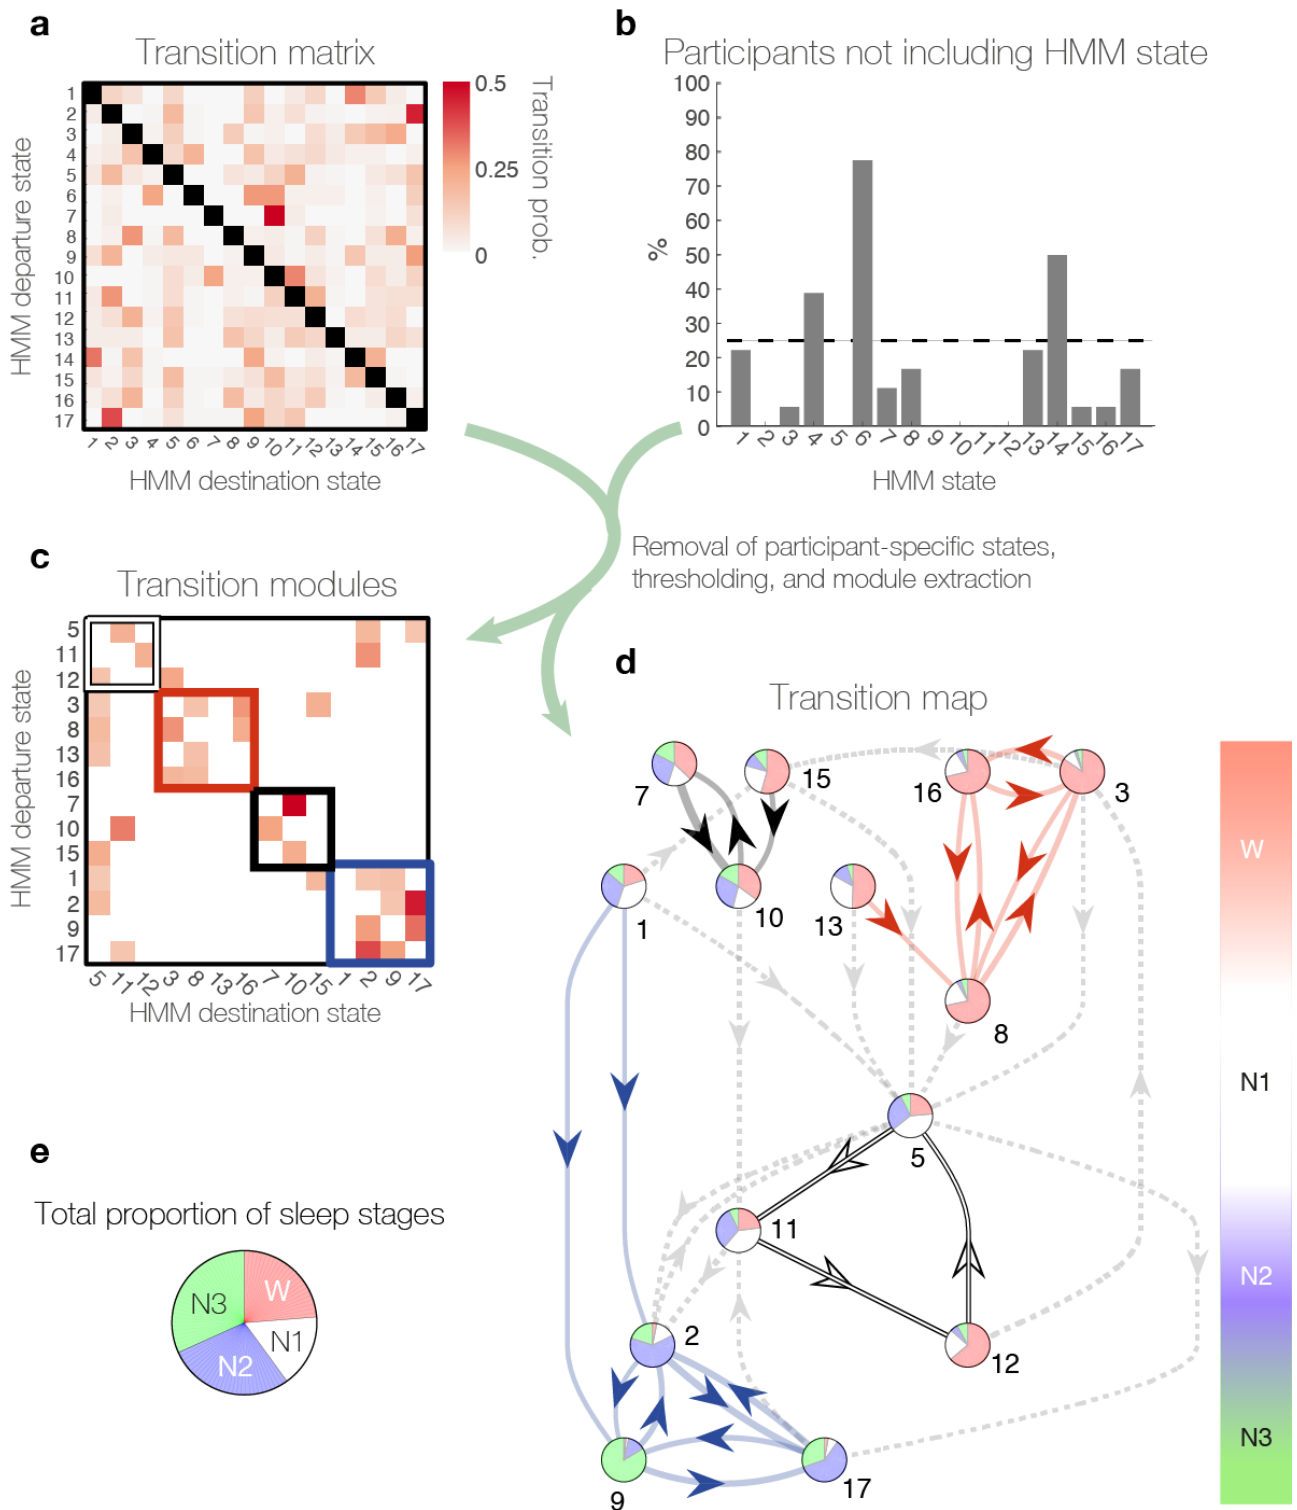 a
Transition matrix
HMM departure state
1
2
3
4
5
6
7
8
9
10
11
12
13
14
15
16
17
1 2 3 4 5 6 7 8 9 10 11 12 13 14 15 16 17
HMM destination state
0.5
0.25
0
Transition prob.
b
Participants not including HMM state
%
100
90
80
70
60
50
40
30
20
10
0
1 2 3 4 5 6 7 8 9 10 11 12 13 14 15 16 17
HMM state
Removal of participant-specific states,
thresholding, and module extraction
c
Transition modules
HMM departure state
5
11
12
3
8
13
16
7
10
15
1
2
9
17
5 11 12 3 8 13 16 7 10 15 1 2 9 17
HMM destination state
d
Transition map
7
15
16
3
1
10
13
8
5
11
2
12
9
17
W
N1
N2
N3
e
Total proportion of sleep stages
N3
W
N1
N2